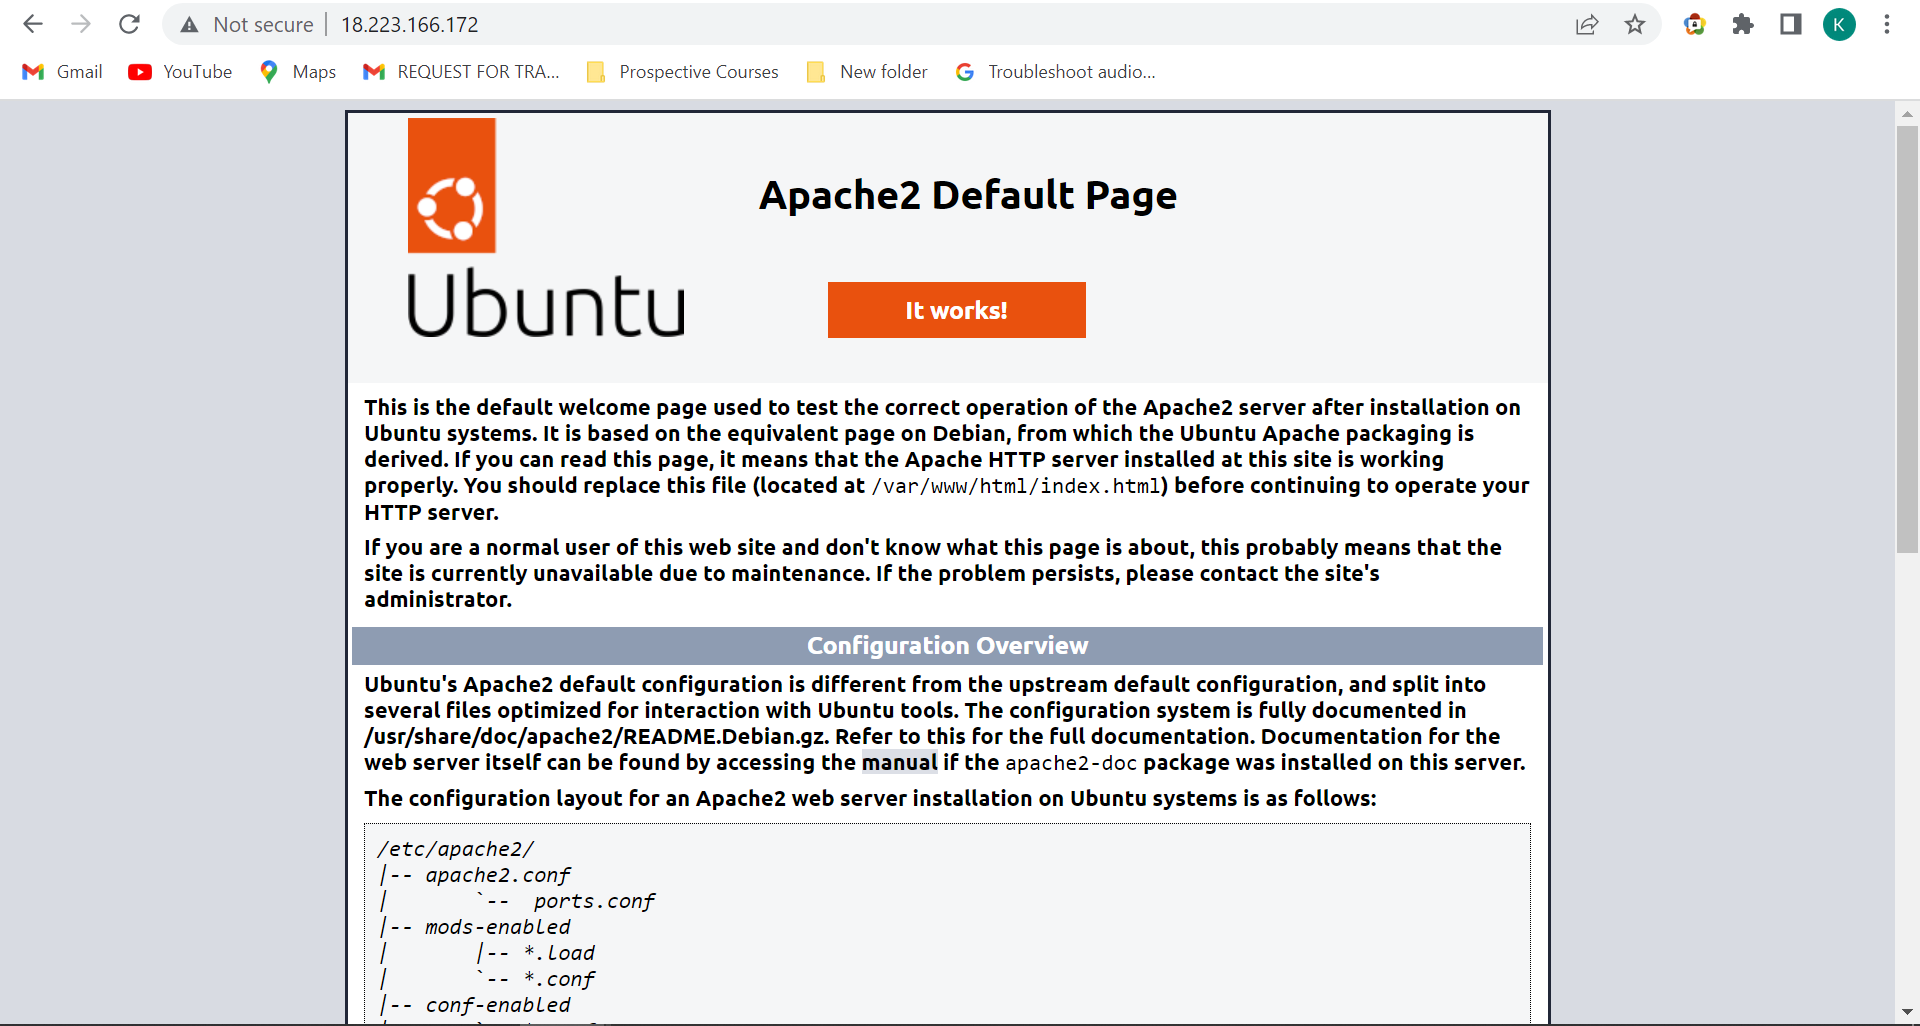 Not secure | 18.223.166.172
K
Gmail
YouTube
Maps
REQUEST FOR TRA...
Prospective Courses
New folder
Troubleshoot audio...
Ubuntu
Apache2 Default Page
It works!
This is the default welcome page used to test the correct operation of the Apache2 server after installation on
Ubuntu systems. It is based on the equivalent page on Debian, from which the Ubuntu Apache packaging is
derived. If you can read this page, it means that the Apache HTTP server installed at this site is working
properly. You should replace this file (located at /var/www/html/index.html) before continuing to operate your
HTTP server.
If you are a normal user of this web site and don't know what this page is about, this probably means that the
site is currently unavailable due to maintenance. If the problem persists, please contact the site's
administrator.
Configuration Overview
Ubuntu's Apache2 default configuration is different from the upstream default configuration, and split into
several files optimized for interaction with Ubuntu tools. The configuration system is fully documented in
/usr/share/doc/apache2/README.Debian.gz. Refer to this for the full documentation. Documentation for the
web server itself can be found by accessing the manual if the apache2-doc package was installed on this server.
The configuration layout for an Apache2 web server installation on Ubuntu systems is as follows:
/etc/apache2/
|-- apache2.conf
|       `--  ports.conf
|-- mods-enabled
|       |-- *.load
|       `-- *.conf
|-- conf-enabled